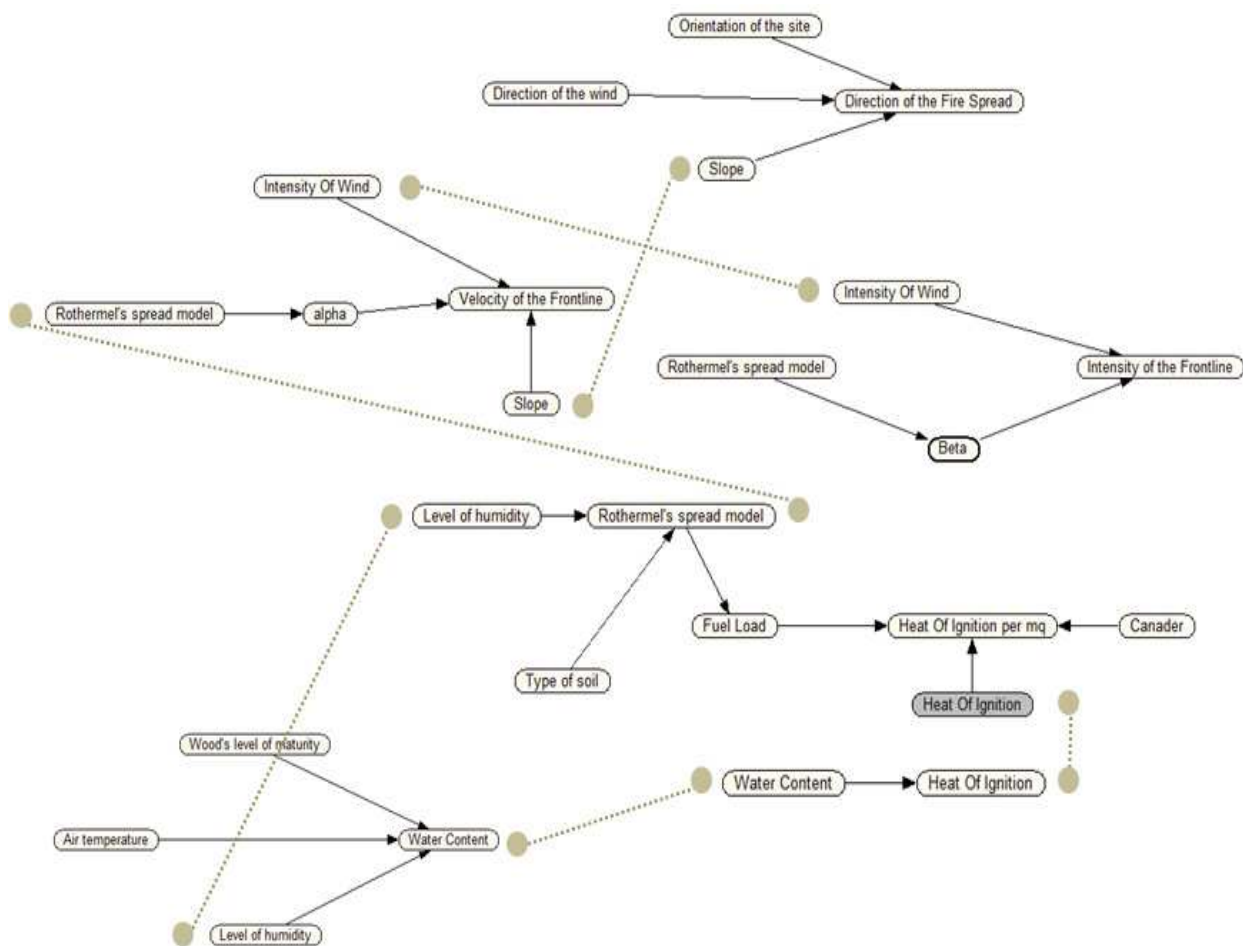 Orientation of the site
Direction of the wind
Direction of the Fire Spread
Slope
Intensity Of Wind
Intensity Of Wind
Velocity of the Frontline
Rothermel's spread model
alpha
Rothermel's spread model
Intensity of the Frontline
Slope
Beta
Level of humidity
Rothermel's spread model
Fuel Load
Heat Of Ignition per mq
Canader
Type of soil
Heat Of Ignition
Wood's level of maturity
Water Content
Heat Of Ignition
Air temperature
Water Content
Level of humidity